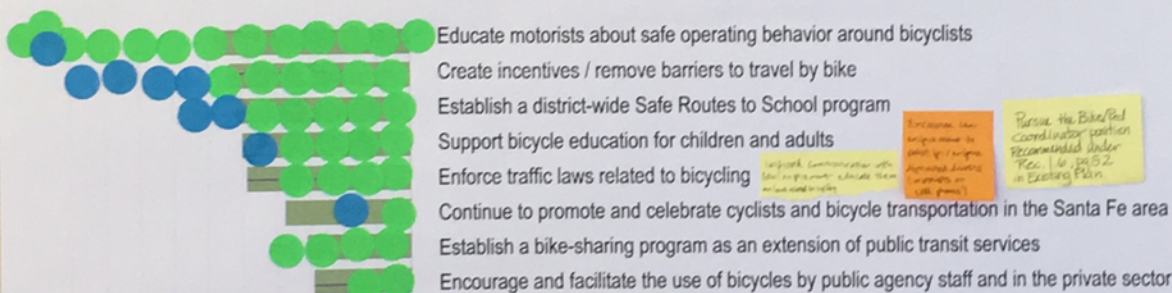 Educate motorists about safe operating behavior around bicyclists
Create incentives / remove barriers to travel by bike
Establish a district-wide Safe Routes to School program
Support bicycle education for children and adults
Enforce traffic laws related to bicycling
Pursue the Bike/Ped
Coordinator position
Recommended under
Rec. 1.6, pg 52
in Existing Plan
Continue to promote and celebrate cyclists and bicycle transportation in the Santa Fe area
Establish a bike-sharing program as an extension of public transit services
Encourage and facilitate the use of bicycles by public agency staff and in the private sector